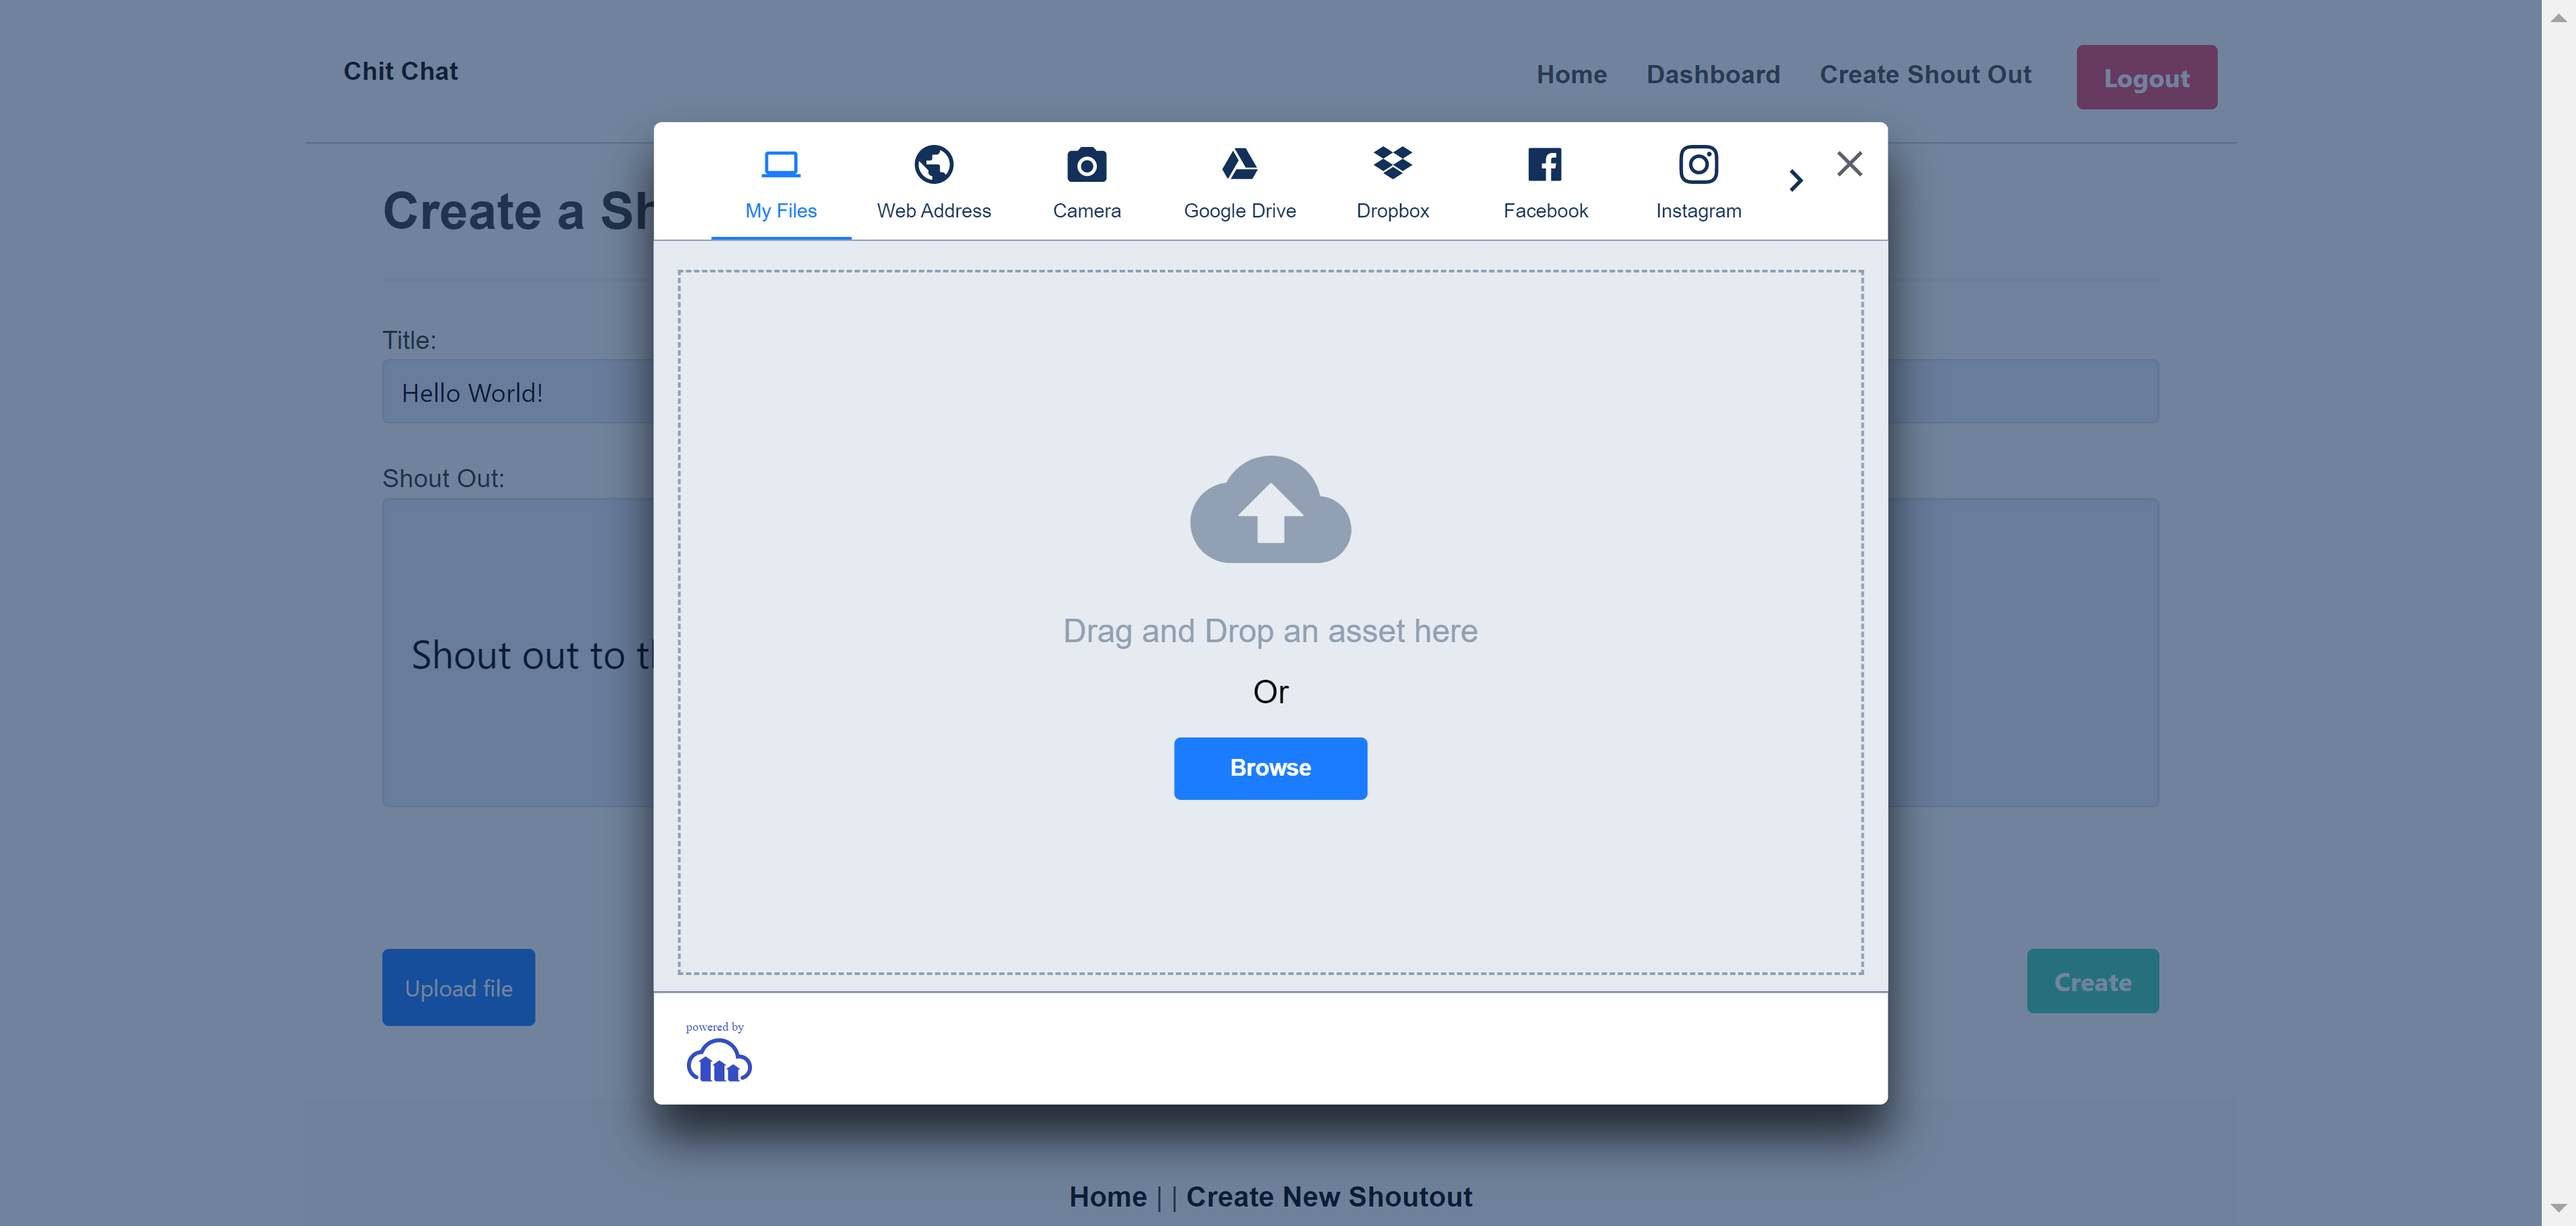 Chit Chat
Home Dashboard Create Shout Out Logout
My Files Web Address Camera Google Drive Dropbox Facebook Instagram
Create a
Title:
Hello World!
Shout Out:
Shout out to
Drag and Drop an asset here
Or
Browse
Upload file
Create
powered by
Home || Create New Shoutout